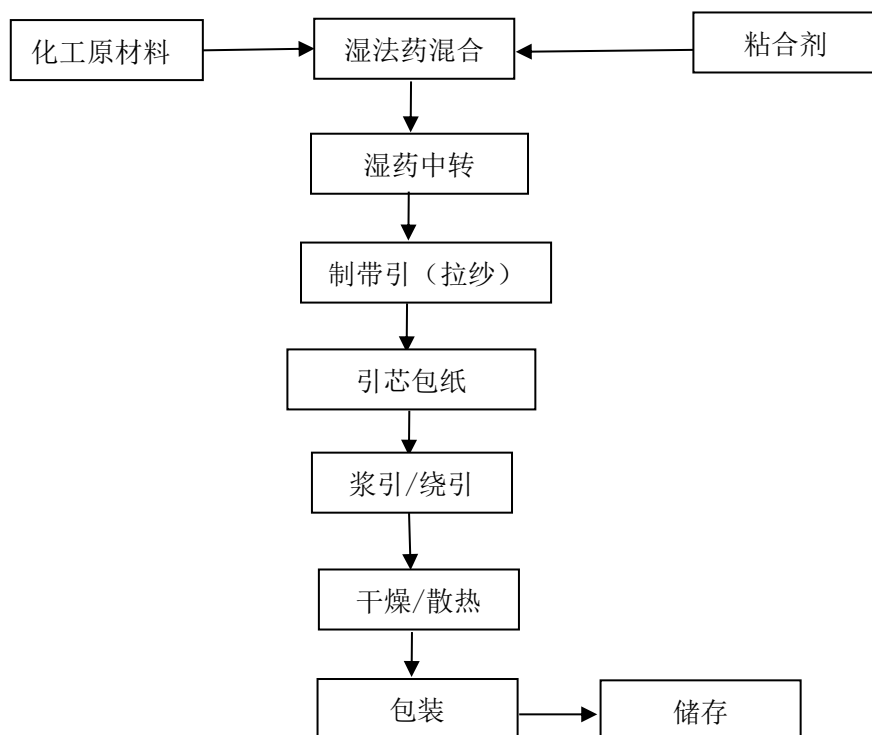 化工原材料
湿法药混合
粘合剂
湿药中转
制带引（拉纱）
引芯包纸
浆引/绕引
干燥/散热
包装
储存